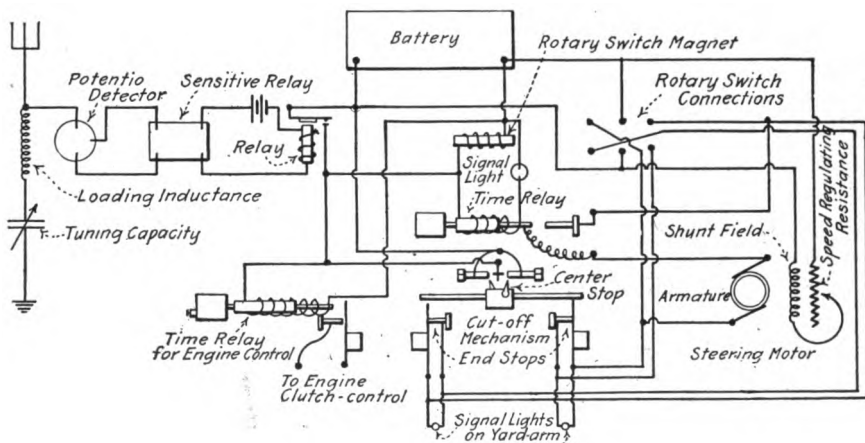 Battery
Rotary Switch Magnet
Potentio
Detector
Sensitive Relay
Rotary Switch
Connections
Relay
Signal
Light
Loading Inductance
Time Relay
Speed Regulating
Resistance
Tuning Capacity
Shunt Field
Center
Stop
Armature
Time Relay
for Engine Control
Cut-off
Mechanism
End Stops
Steering Motor
To Engine
Clutch-control
Signal Lights
on Yard-arm